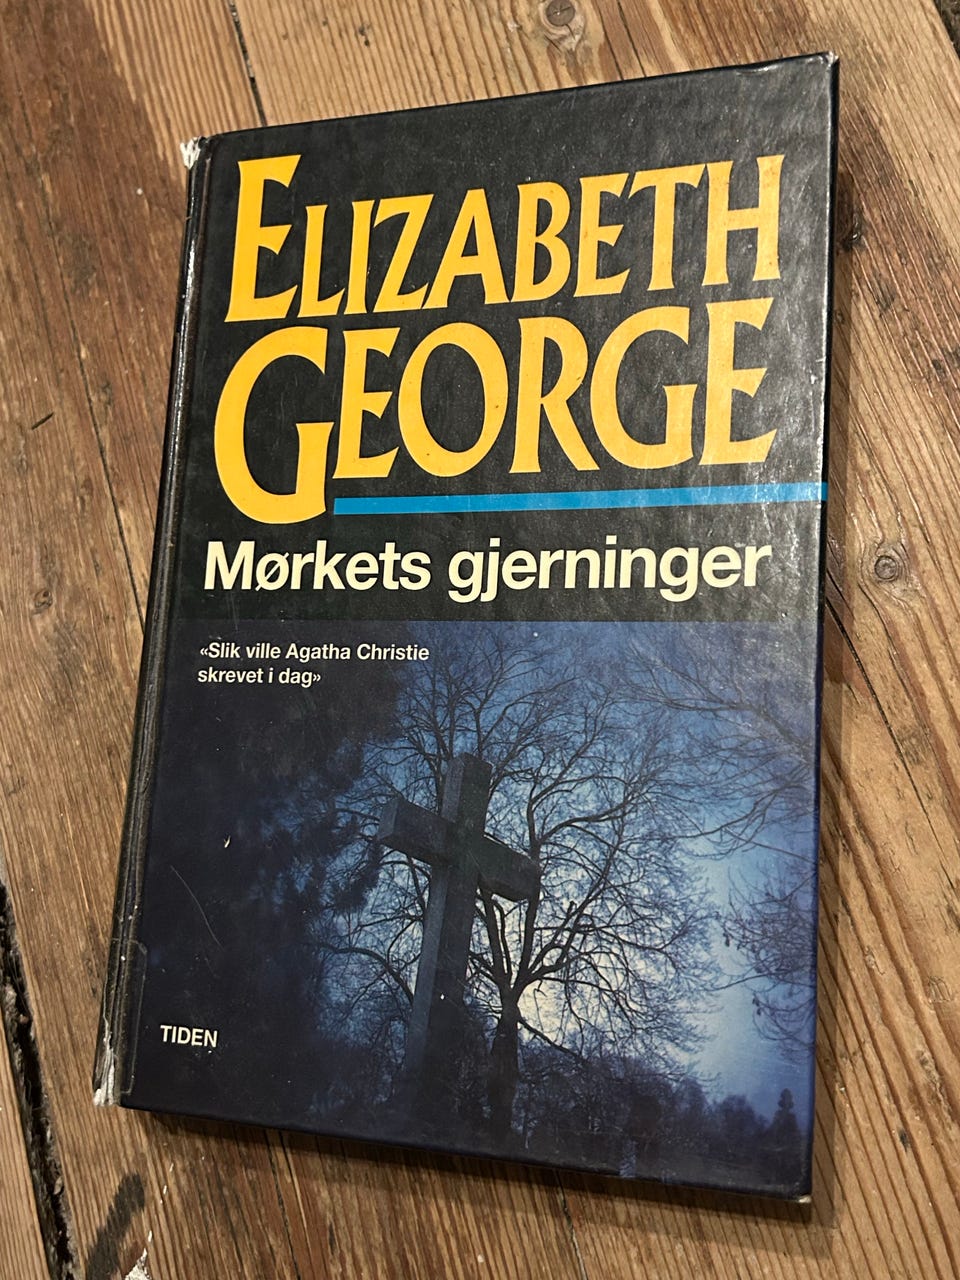 ELIZABETH
GEORGE
Mørkets gjerninger
«Slik ville Agatha Christie
skrevet i dag»
TIDEN